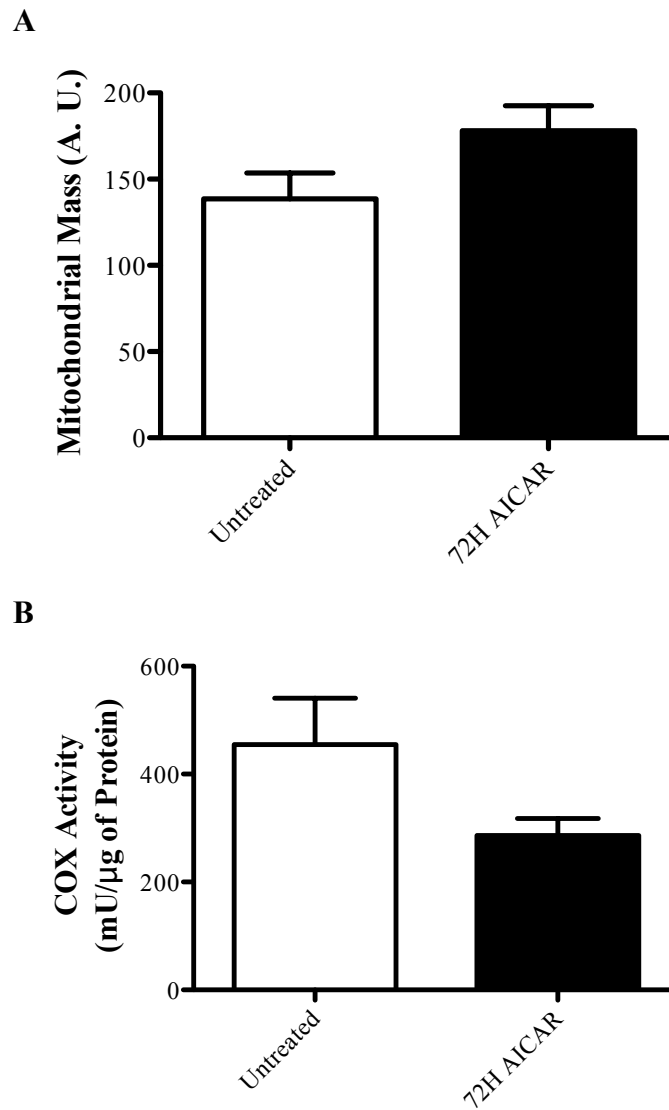 A
Mitochondrial Mass (A. U.)
200
150
100
50
0
Untreated
72H AICAR
B
COX Activity
(mU/µg of Protein)
600
400
200
0
Untreated
72H AICAR